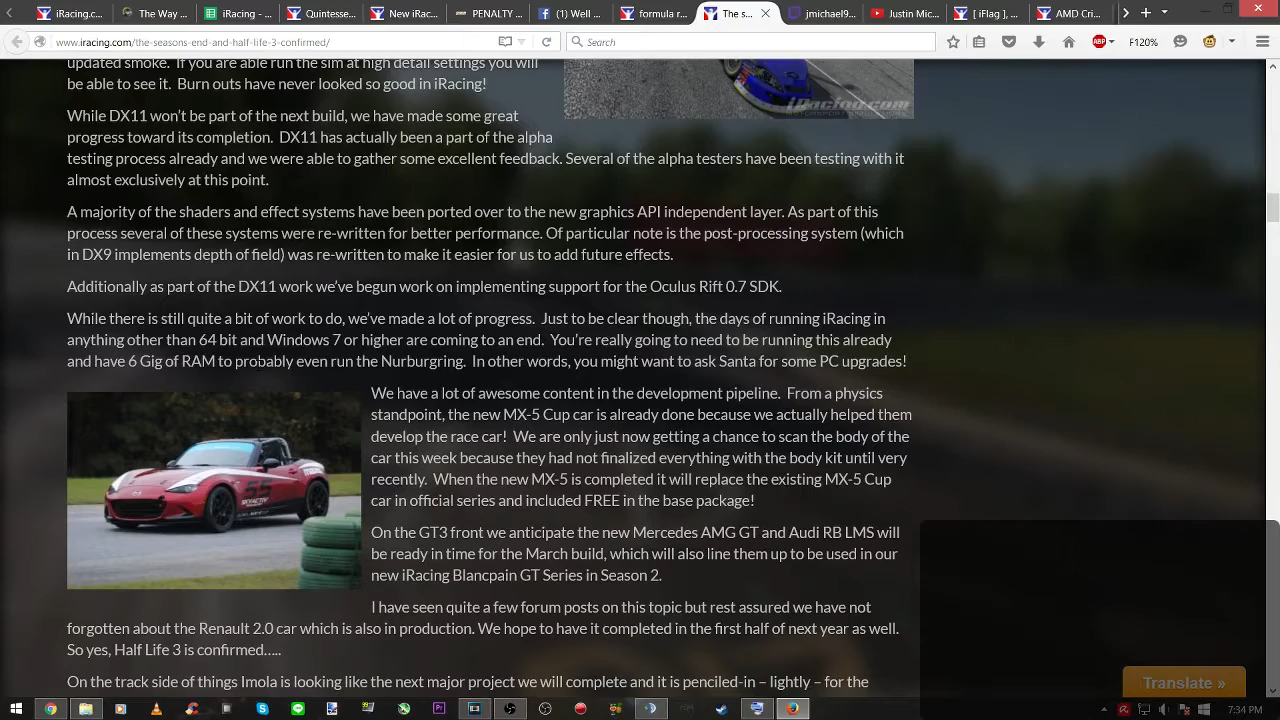 iRacin...
The Way ...
iRacing ...
Quintesse...
New iRac...
PENALTY ...
(1) Well ...
formula r...
The s...
jmichael9...
Justin Mic...
[ iFlag ], ...
AMD Cri...
www.iracing.com/the-seasons-end-and-half-life-3-confirmed/
Search
ABP
F120%
updated smoke. If you are able run the sim at high detail settings you will
be able to see it. Burn outs have never looked so good in iRacing!
iRacing.com
While DX11 won't be part of the next build, we have made some great
progress toward its completion. DX11 has actually been a part of the alpha
testing process already and we were able to gather some excellent feedback. Several of the alpha testers have been testing with it
almost exclusively at this point.
A majority of the shaders and effect systems have been ported over to the new graphics API independent layer. As part of this
process several of these systems were re-written for better performance. Of particular note is the post-processing system (which
in DX9 implements depth of field) was re-written to make it easier for us to add future effects.
Additionally as part of the DX11 work we've begun work on implementing support for the Oculus Rift 0.7 SDK.
While there is still quite a bit of work to do, we've made a lot of progress. Just to be clear though, the days of running iRacing in
anything other than 64 bit and Windows 7 or higher are coming to an end. You're really going to need to be running this already
and have 6 Gig of RAM to probably even run the Nurburgring. In other words, you might want to ask Santa for some PC upgrades!
We have a lot of awesome content in the development pipeline. From a physics
standpoint, the new MX-5 Cup car is already done because we actually helped them
develop the race car! We are only just now getting a chance to scan the body of the
car this week because they had not finalized everything with the body kit until very
recently. When the new MX-5 is completed it will replace the existing MX-5 Cup
car in official series and included FREE in the base package!
55
SKYACTIV
On the GT3 front we anticipate the new Mercedes AMG GT and Audi RB LMS will
be ready in time for the March build, which will also line them up to be used in our
new iRacing Blancpain GT Series in Season 2.
I have seen quite a few forum posts on this topic but rest assured we have not
forgotten about the Renault 2.0 car which is also in production. We hope to have it completed in the first half of next year as well.
So yes, Half Life 3 is confirmed.....
On the track side of things Imola is looking like the next major project we will complete and it is penciled-in – lightly – for the
Translate »
7:34 PM